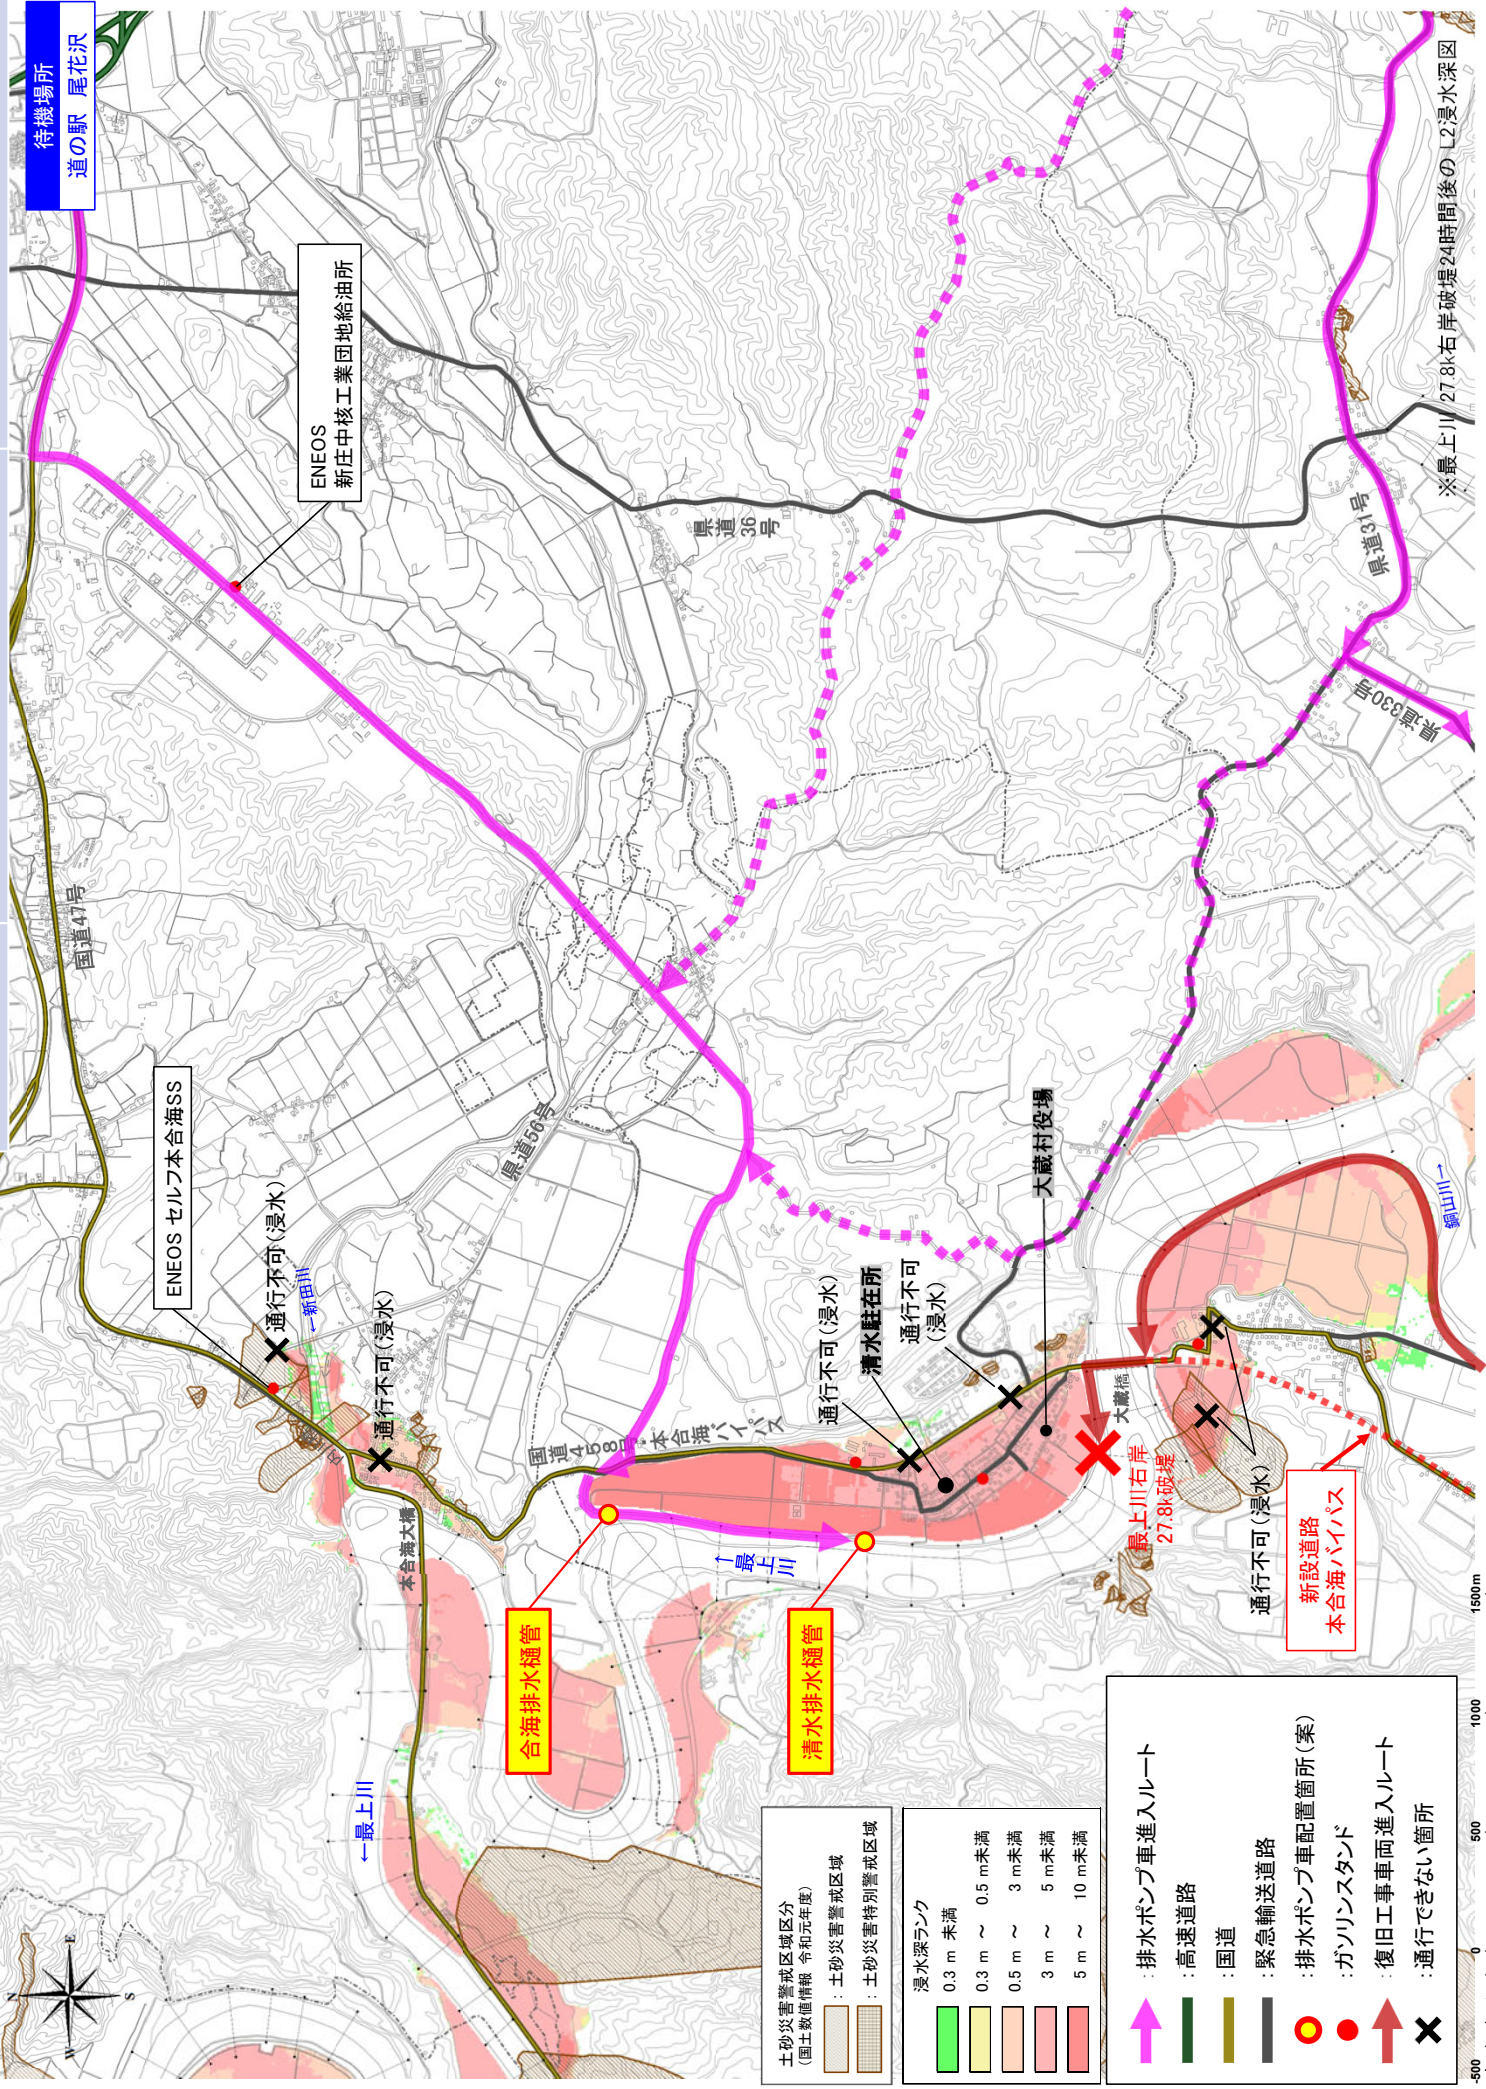 待機場所
道の駅 尾花沢
ENEOS
新庄中核工業団地給油所
国道47号
ENEOS セルフ本合海SS
通行不可(浸水)
←新田川
通行不可(浸水)
県道56号
県道
36
号
県道31号
県道330号
※最上川 27.8k右岸破堤24時間後の L2浸水深図
国道458号・本合海バイパス
本合海大橋
←最上川
合海排水樋管
←最上川
清水排水樋管
通行不可(浸水)
清水駐在所
通行不可
(浸水)
大蔵村役場
大蔵橋
最上川右岸
27.8k破堤
銅山川→
通行不可(浸水)
新設道路
本合海バイパス
N
W
E
S
土砂災害警戒区域区分
(国土数値情報 令和元年度)
:土砂災害警戒区域
:土砂災害特別警戒区域
浸水深ランク
0.3 m 未満
0.3 m ～ 0.5 m未満
0.5 m ～ 3 m未満
3 m ～ 5 m未満
5 m ～ 10 m未満
:排水ポンプ車進入ルート
:高速道路
:国道
:緊急輸送道路
:排水ポンプ車配置箇所(案)
:ガソリンスタンド
:復旧工事車両進入ルート
:通行できない箇所
-500 0 500 1000 1500m